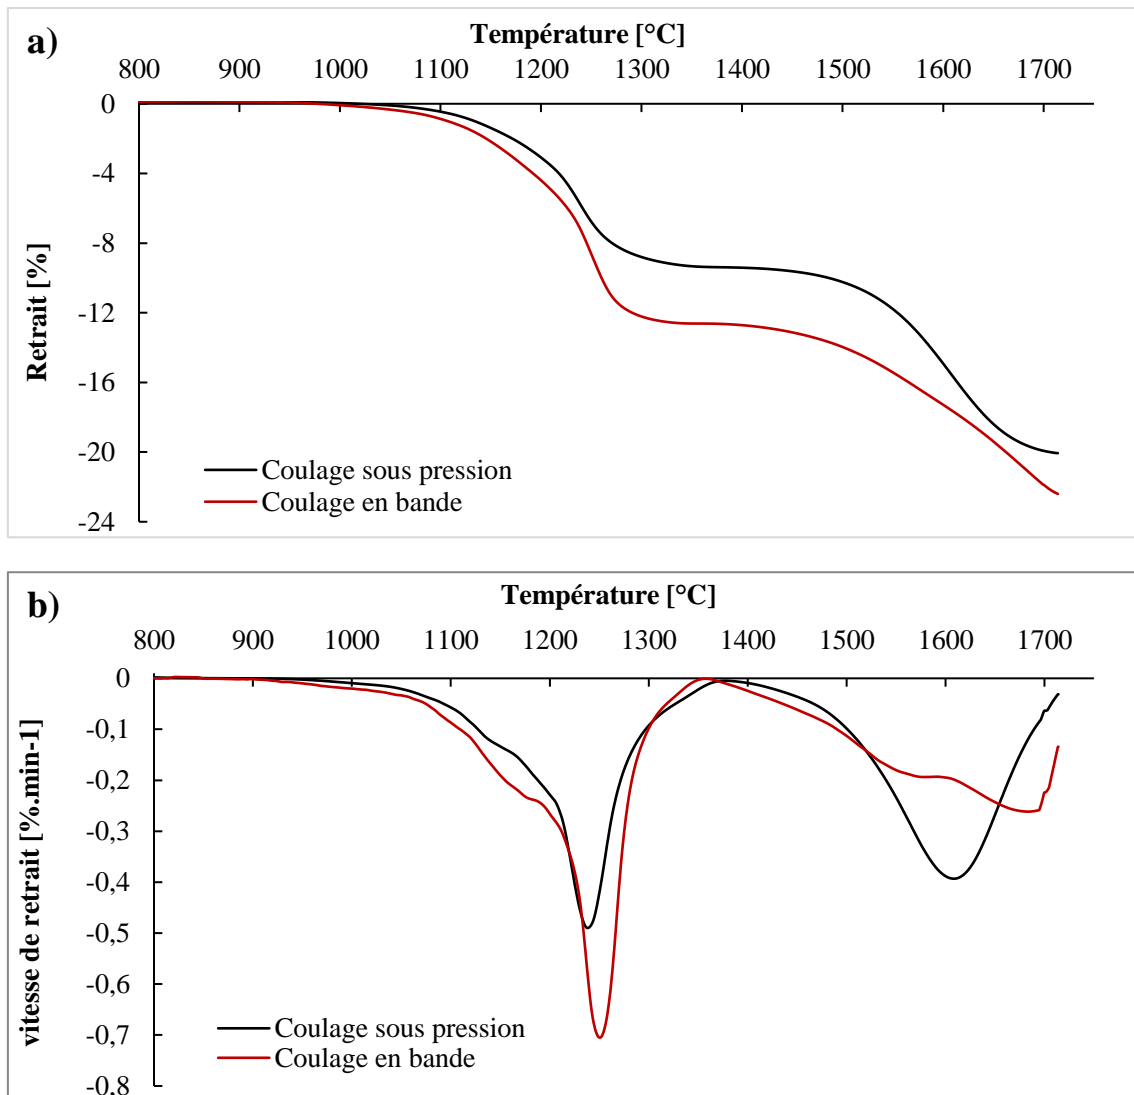 a)
Température [°C]
800 900 1000 1100 1200 1300 1400 1500 1600 1700
0
-4
-8
-12
-16
-20
-24
Retrait [%]
Coulage sous pression
Coulage en bande
b)
Température [°C]
800 900 1000 1100 1200 1300 1400 1500 1600 1700
0
-0,1
-0,2
-0,3
-0,4
-0,5
-0,6
-0,7
-0,8
vitesse de retrait [%.min-1]
Coulage sous pression
Coulage en bande